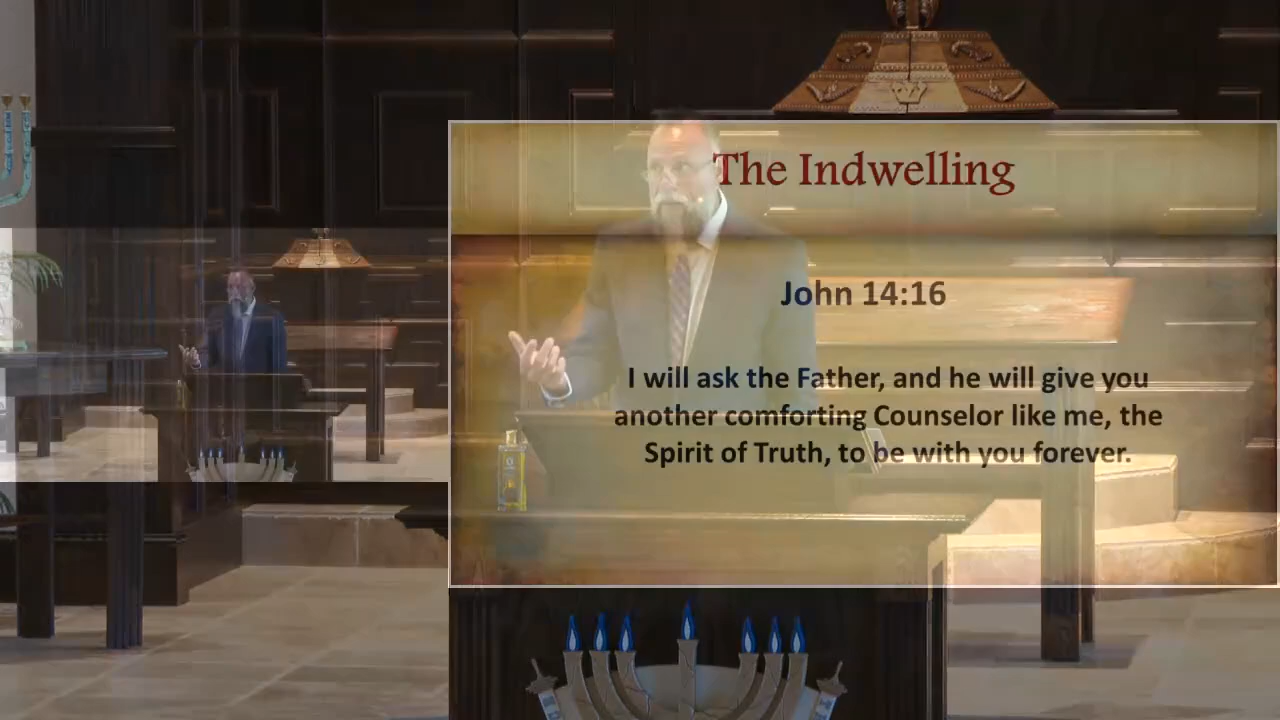 The Indwelling
John 14:16
I will ask the Father, and he will give you
another comforting Counselor like me, the
Spirit of Truth, to be with you forever.